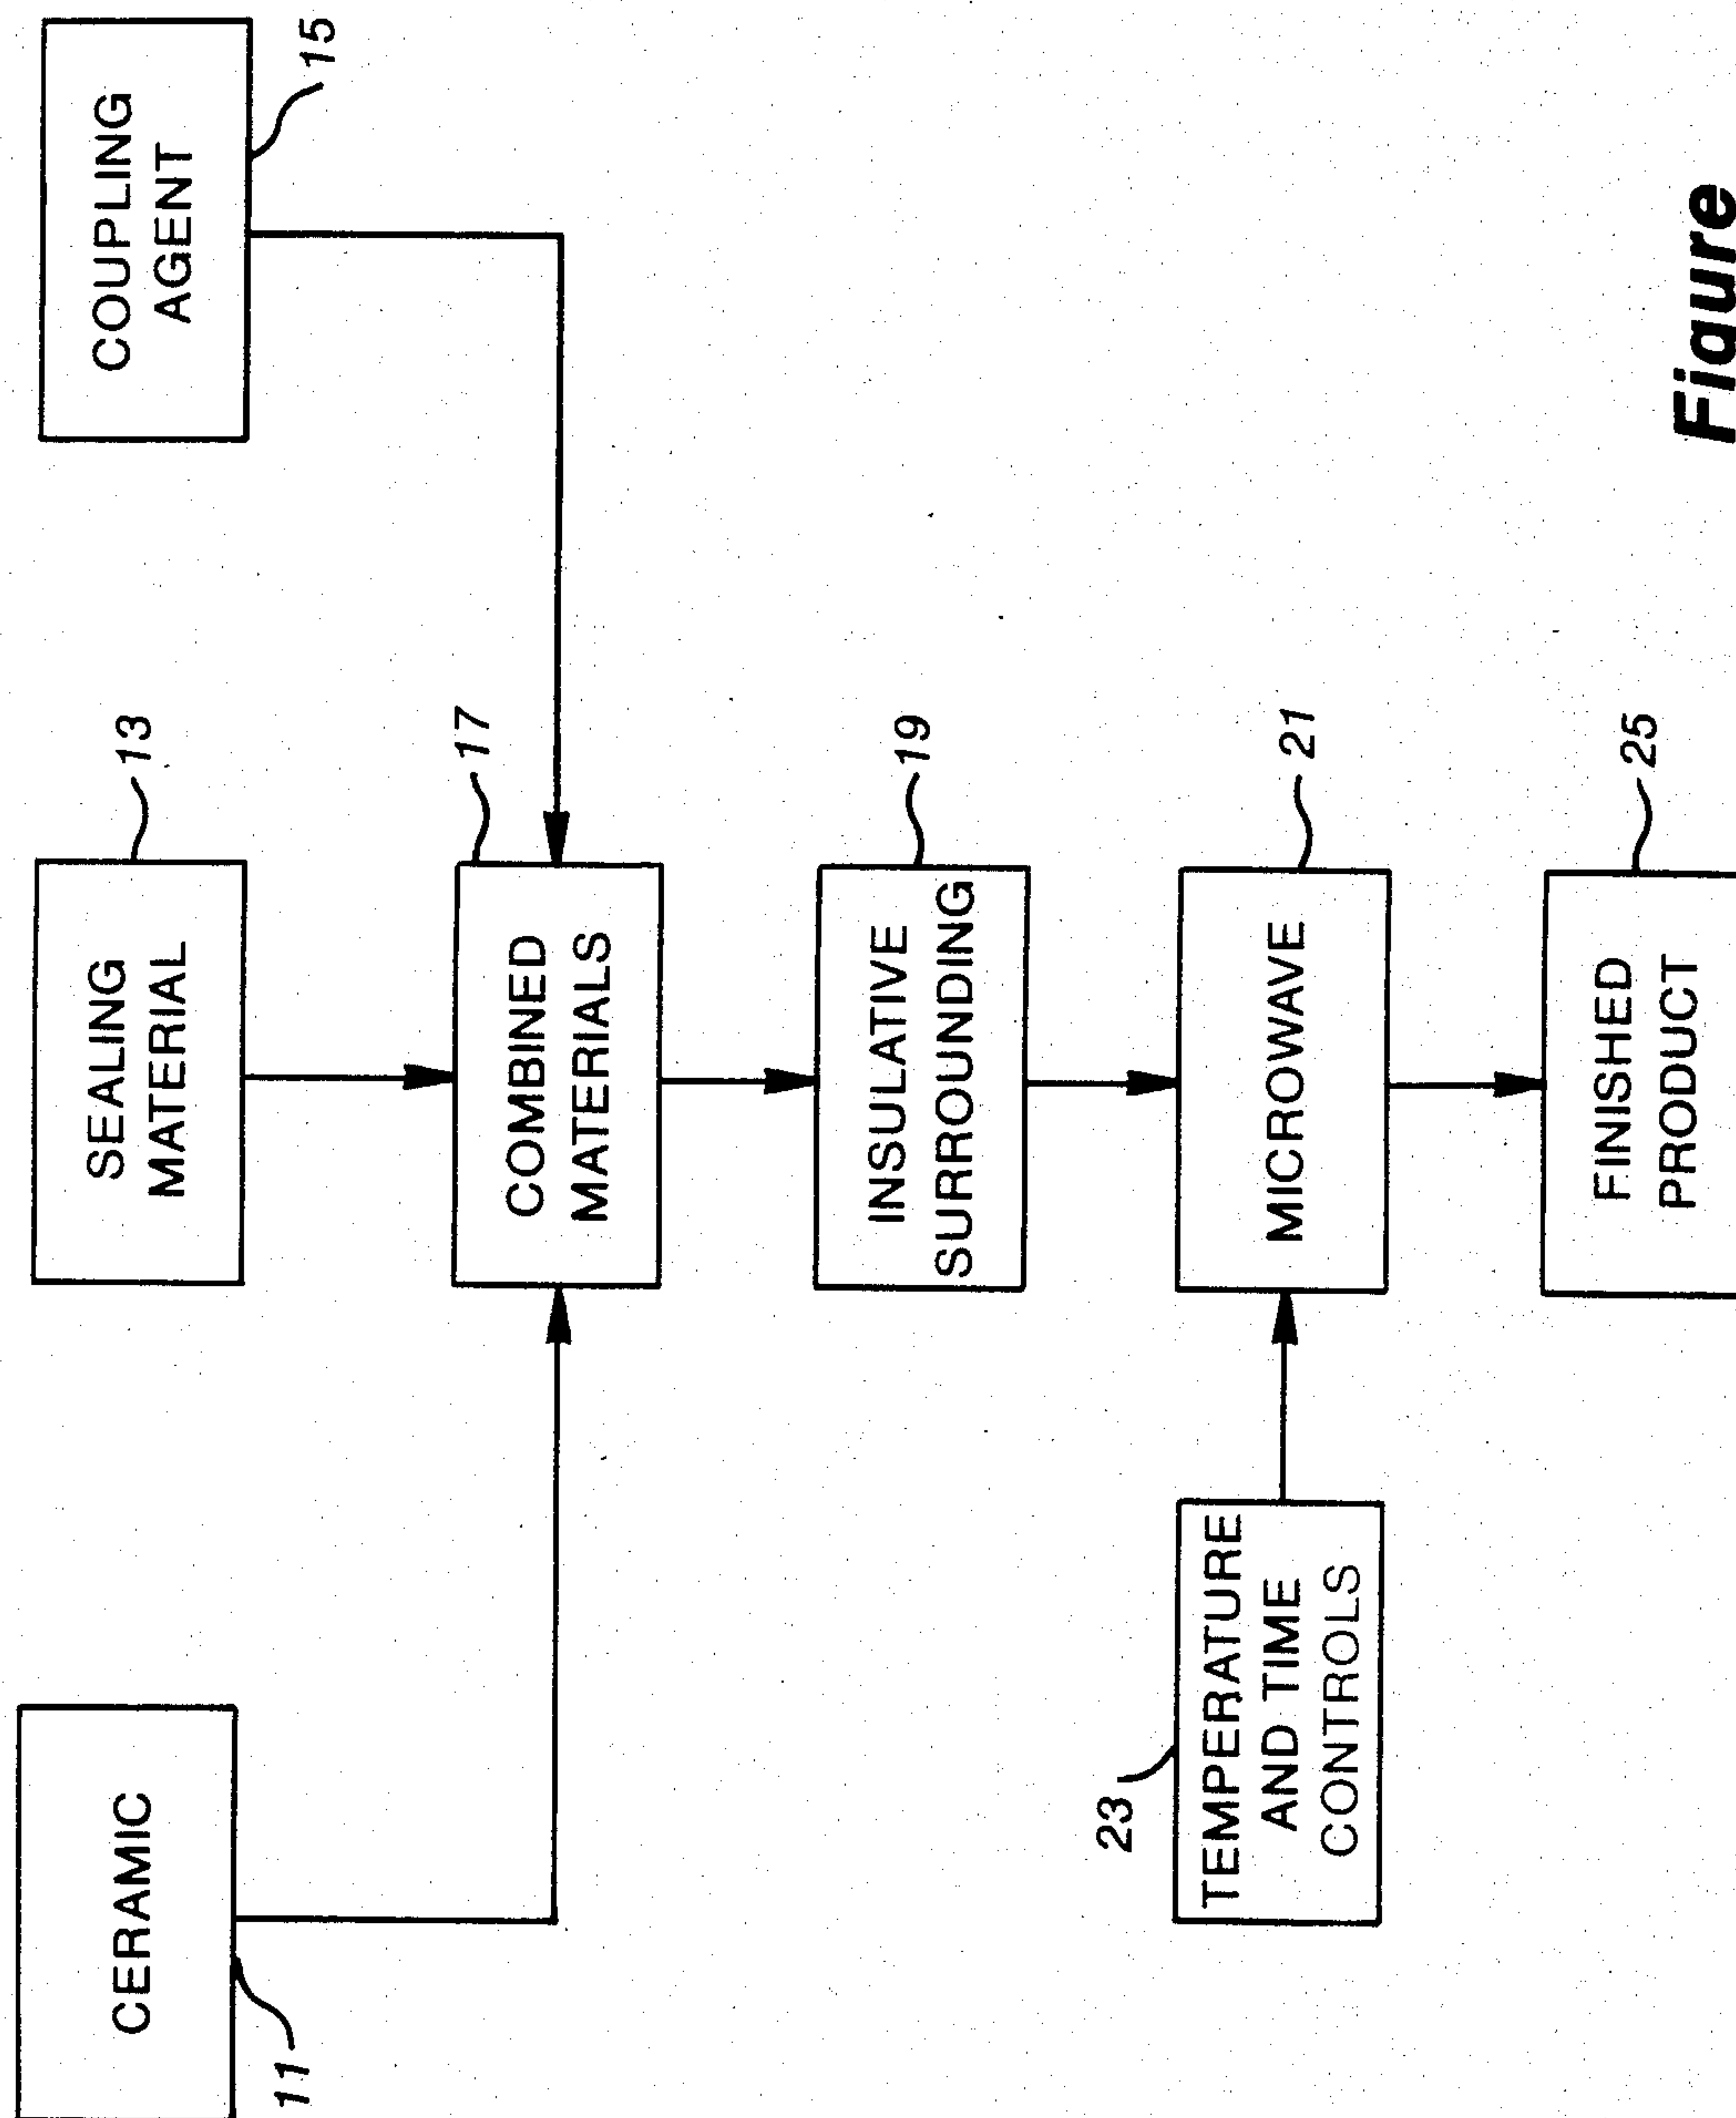 CERAMIC
11
SEALING
MATERIAL
13
COUPLING
AGENT
15
COMBINED
MATERIALS
17
INSULATIVE
SURROUNDING
19
TEMPERATURE
AND TIME
CONTROLS
23
MICROWAVE
21
FINISHED
PRODUCT
25
Figure